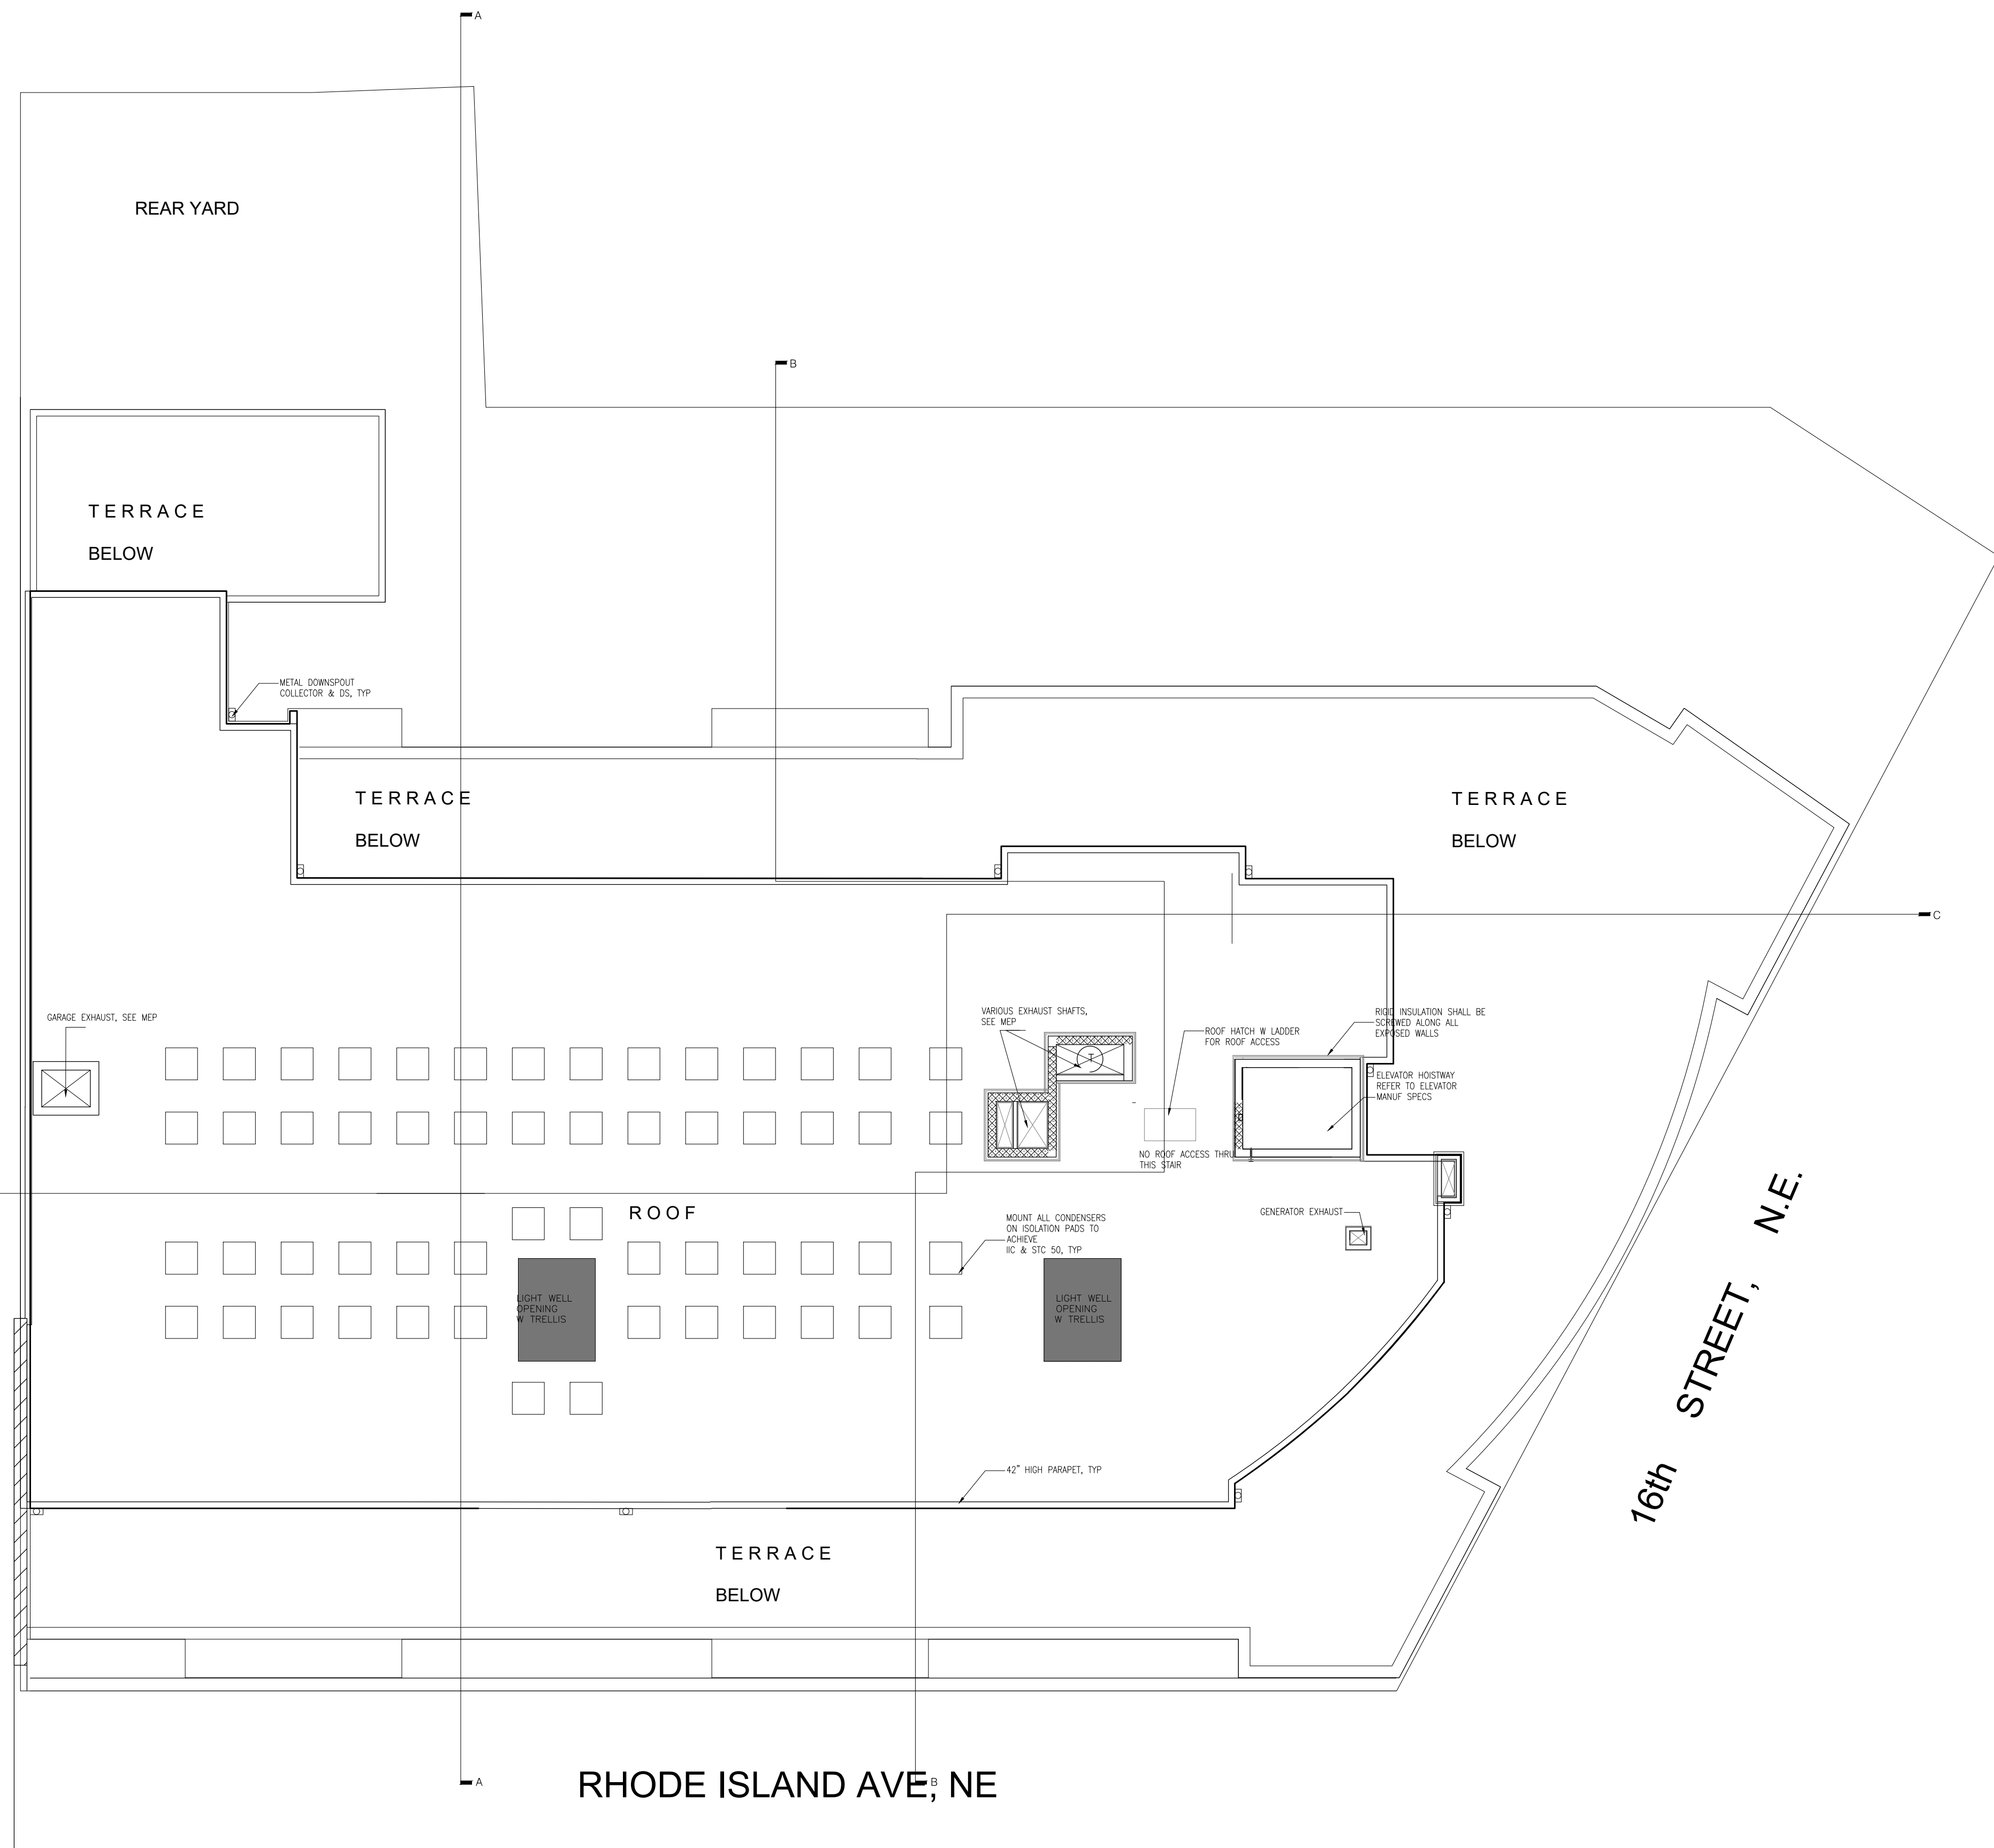 A
REAR YARD
B
TERRACE
BELOW
METAL DOWNSPOUT
COLLECTOR & DS, TYP
TERRACE
BELOW
TERRACE
BELOW
C
GARAGE EXHAUST, SEE MEP
VARIOUS EXHAUST SHAFTS,
SEE MEP
T
ROOF HATCH W LADDER
FOR ROOF ACCESS
RIGID INSULATION SHALL BE
SCREWED ALONG ALL
EXPOSED WALLS
ELEVATOR HOISTWAY
REFER TO ELEVATOR
MANUF SPECS
NO ROOF ACCESS THRU
THIS STAIR
ROOF
MOUNT ALL CONDENSERS
ON ISOLATION PADS TO
ACHIEVE
IIC & STC 50, TYP
GENERATOR EXHAUST
LIGHT WELL
OPENING
W TRELLIS
LIGHT WELL
OPENING
W TRELLIS
16th STREET, N.E.
42" HIGH PARAPET, TYP
TERRACE
BELOW
A
RHODE ISLAND AVE, NE
B